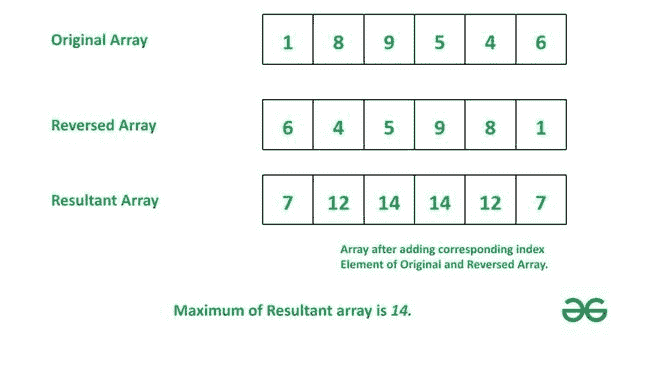 Original Array 1 8 9 5 4 6
Reversed Array 6 4 5 9 8 1
Resultant Array 7 12 14 14 12 7
Array after adding corresponding index
Element of Original and Reversed Array.
Maximum of Resultant array is 14.